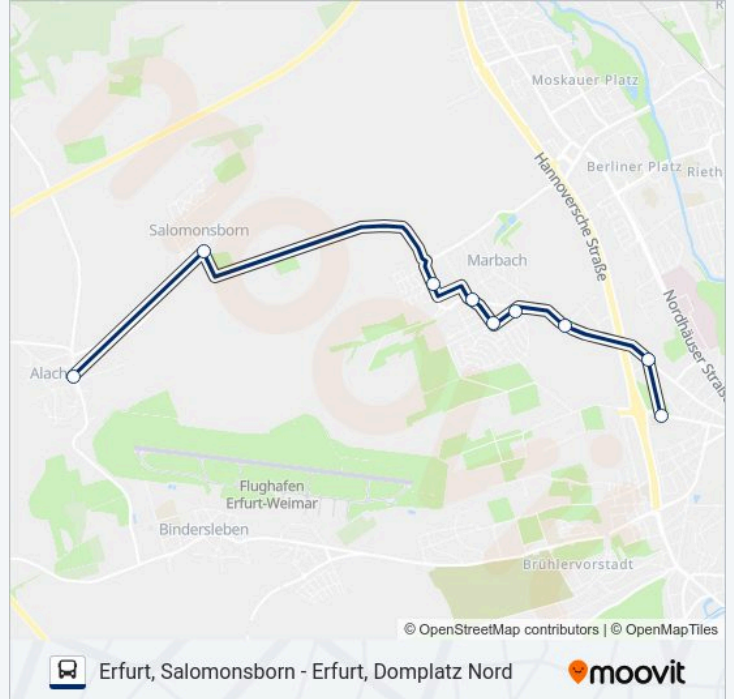 Moskauer Platz
Berliner Platz
Rieth
Hannoversche Straße
Salomonsborn
Marbach
Nordhäuser Straße
Alach
Flughafen
Erfurt-Weimar
Bindersleben
Brühlervorstadt
© OpenStreetMap contributors | © OpenMapTiles
Erfurt, Salomonsborn - Erfurt, Domplatz Nord
moovit